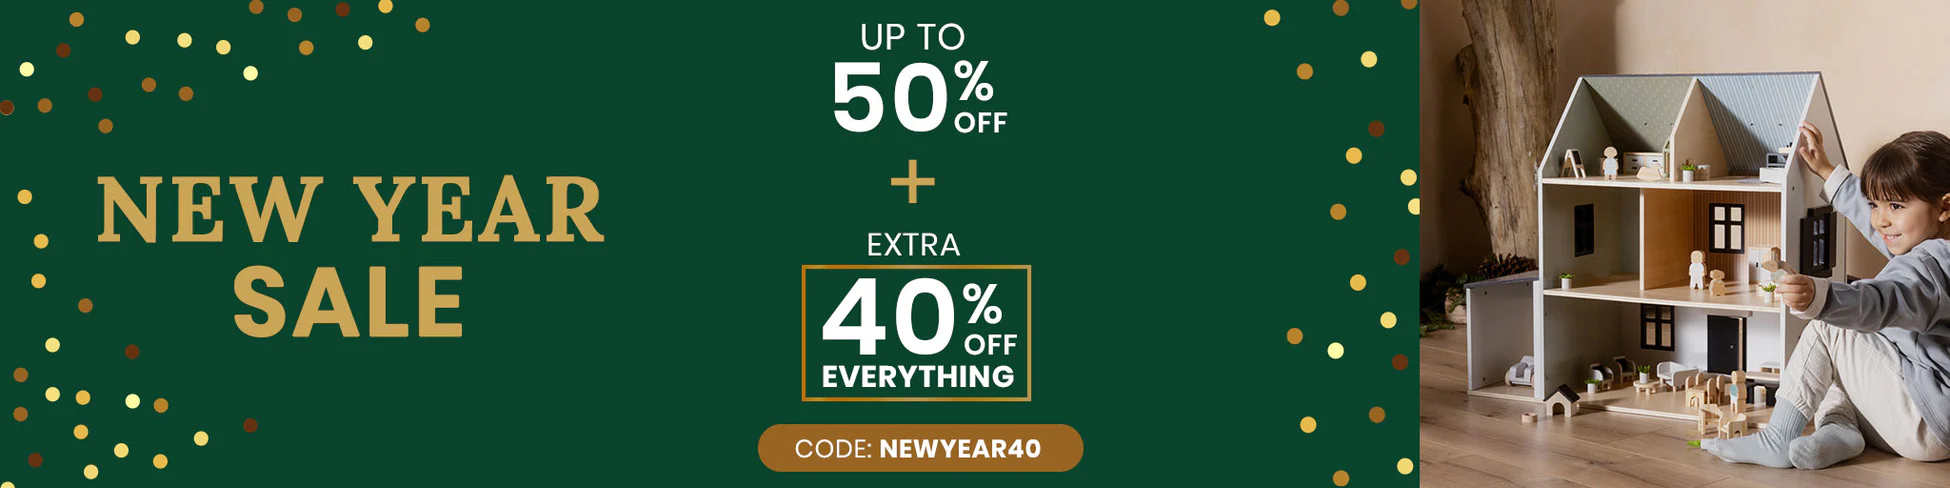 NEW YEAR
SALE
UP TO
50%
OFF
+
EXTRA
40%
OFF
EVERYTHING
CODE: NEWYEAR40